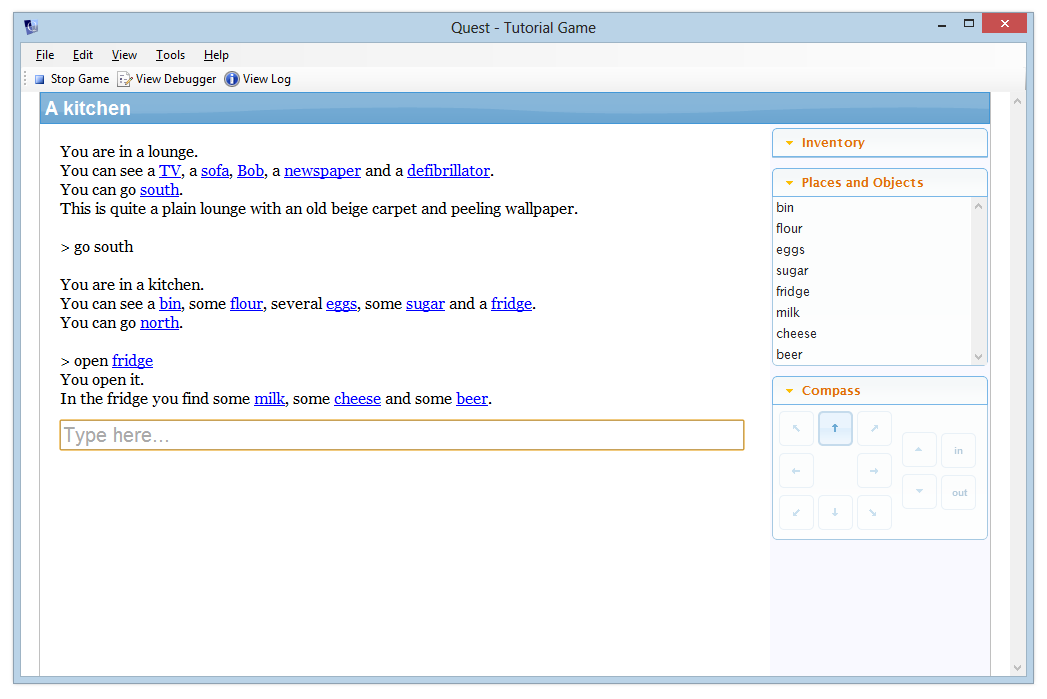 Quest - Tutorial Game
File Edit View Tools Help
Stop Game View Debugger View Log
A kitchen
You are in a lounge.
You can see a TV, a sofa, Bob, a newspaper and a defibrillator.
You can go south.
This is quite a plain lounge with an old beige carpet and peeling wallpaper.
> go south
You are in a kitchen.
You can see a bin, some flour, several eggs, some sugar and a fridge.
You can go north.
> open fridge
You open it.
In the fridge you find some milk, some cheese and some beer.
Type here...
Inventory
Places and Objects
bin
flour
eggs
sugar
fridge
milk
cheese
beer
Compass
in
out